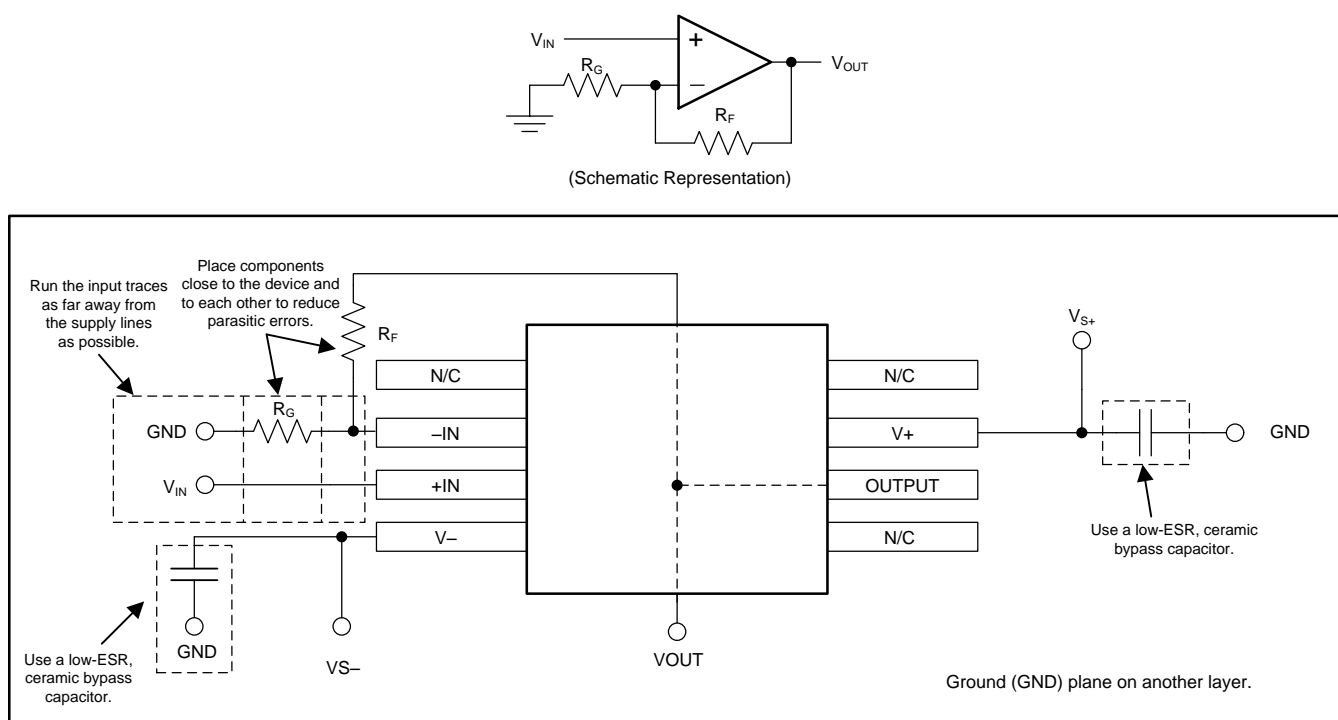 V_IN
R_G
+
–
V_OUT
R_F
(Schematic Representation)
Run the input traces
as far away from
the supply lines
as possible.
Place components
close to the device and
to each other to reduce
parasitic errors.
R_F
V_S+
N/C
N/C
R_G
GND
–IN
V+
GND
V_IN
+IN
OUTPUT
V–
N/C
Use a low-ESR, ceramic
bypass capacitor.
GND
Use a low-ESR,
ceramic bypass
capacitor.
VS–
VOUT
Ground (GND) plane on another layer.